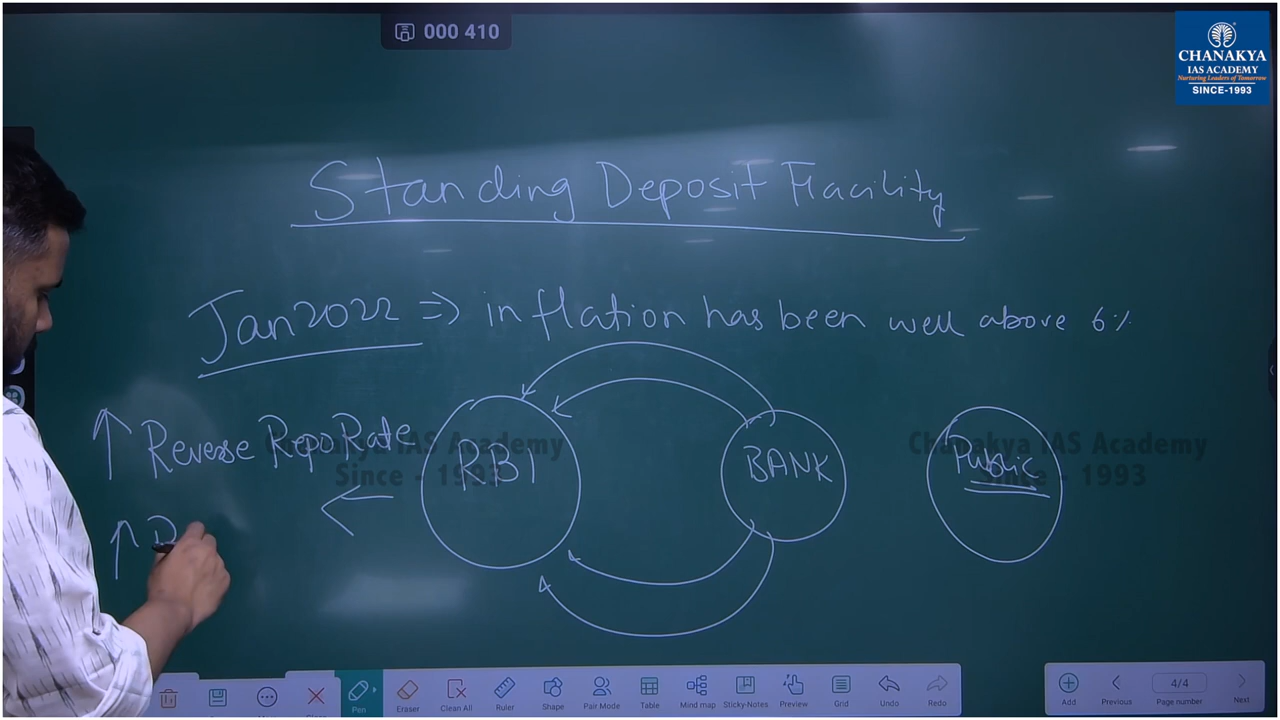 000 410
CHANAKYA
IAS ACADEMY
Nurturing Leaders of Tomorrow
SINCE-1993
Standing Deposit Facility
Jan 2022 ⇒ inflation has been well above 6%
↑ Reverse Repo Rate
RBI
BANK
Public
Chanakya IAS Academy
Since - 1993
Chanakya IAS Academy
Since - 1993
↑ R
Pen
Eraser
Clean All
Ruler
Shape
Pair Mode
Table
Mind map
Sticky-Notes
Preview
Grid
Undo
Redo
Add
Previous
4/4
Page number
Next